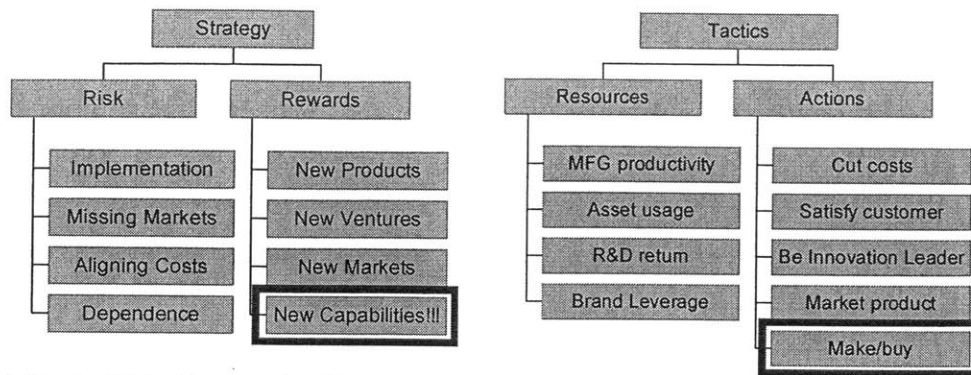 Strategy
Risk
Rewards
Implementation
Missing Markets
Aligning Costs
Dependence
New Products
New Ventures
New Markets
New Capabilities!!!
Tactics
Resources
Actions
MFG productivity
Asset usage
R&D return
Brand Leverage
Cut costs
Satisfy customer
Be Innovation Leader
Market product
Make/buy